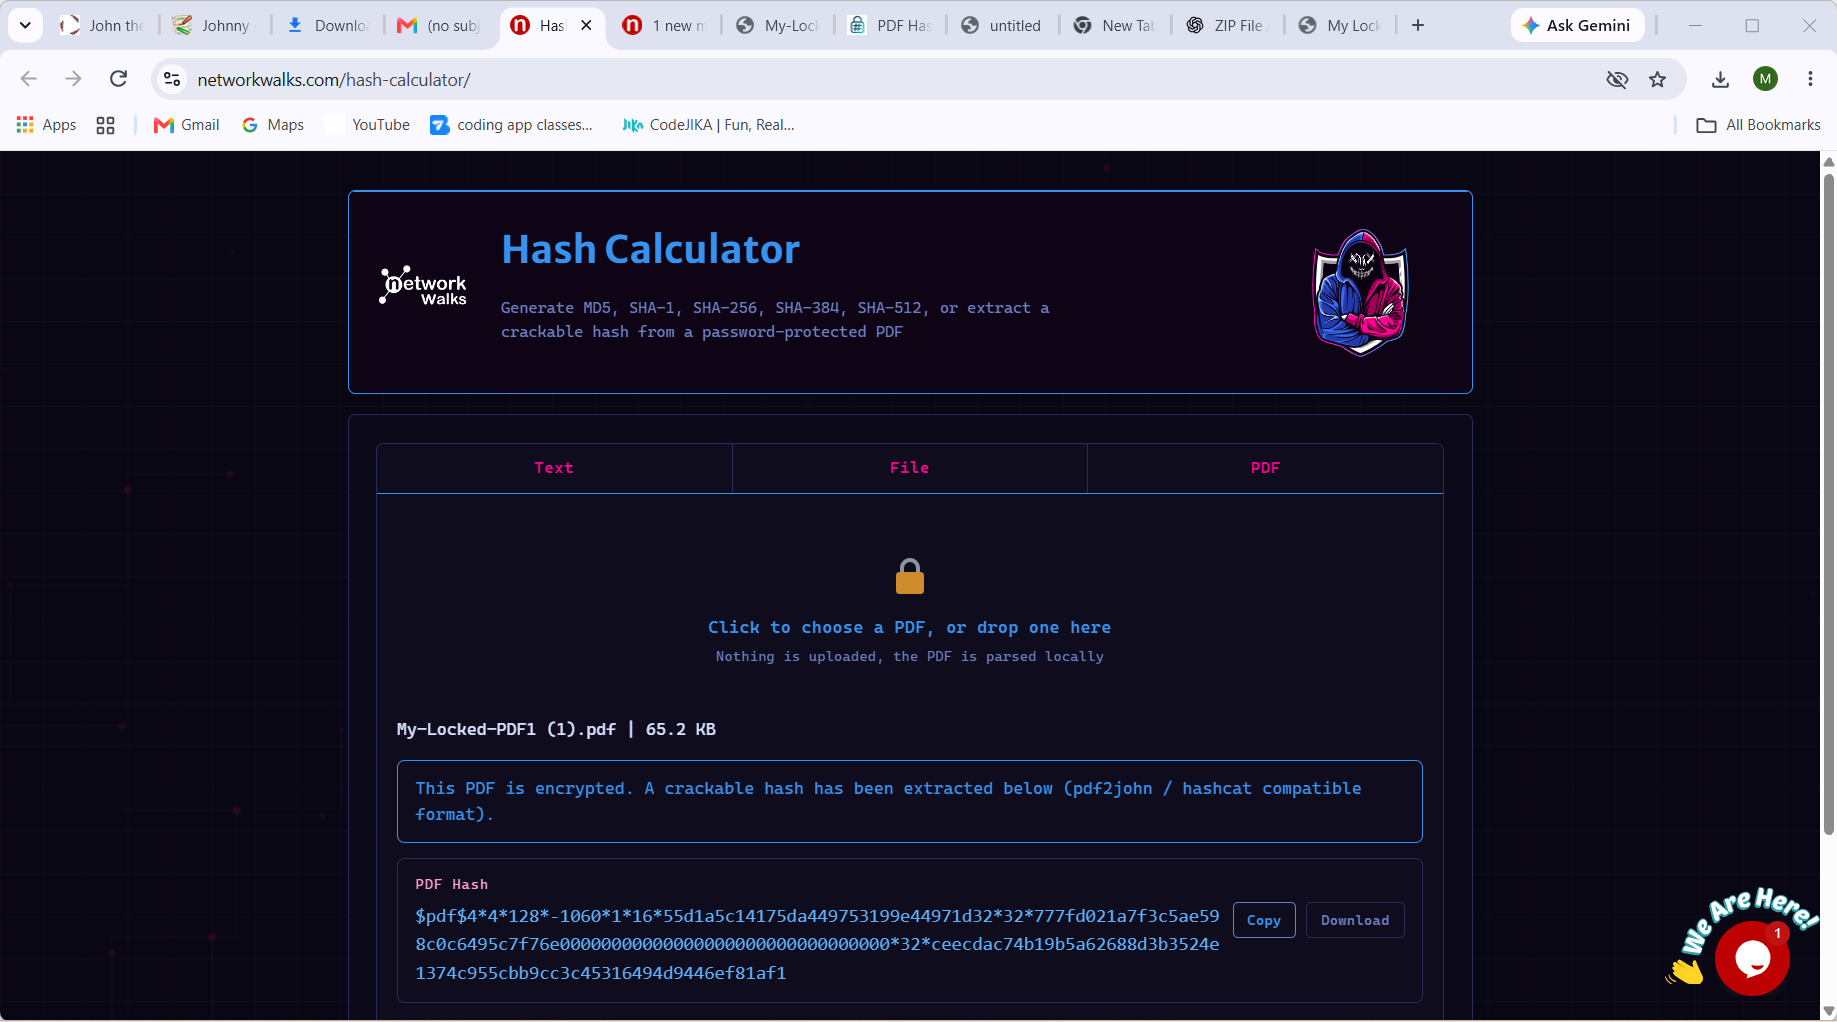 John the
Johnny
Downlo
(no subj
Has
1 new m
My-Lock
PDF Has
untitled
New Tab
ZIP File
My Lock
Ask Gemini
networkwalks.com/hash-calculator/
M
Apps
Gmail
Maps
YouTube
coding app classes...
JIKA
CodeJIKA | Fun, Real...
All Bookmarks
network
Walks
Hash Calculator
Generate MD5, SHA-1, SHA-256, SHA-384, SHA-512, or extract a
crackable hash from a password-protected PDF
Text
File
PDF
Click to choose a PDF, or drop one here
Nothing is uploaded, the PDF is parsed locally
My-Locked-PDF1 (1).pdf | 65.2 KB
This PDF is encrypted. A crackable hash has been extracted below (pdf2john / hashcat compatible
format).
PDF Hash
$pdf$4*4*128*-1060*1*16*55d1a5c14175da449753199e44971d32*32*777fd021a7f3c5ae59
8c0c6495c7f76e00000000000000000000000000000000*32*ceecdac74b19b5a62688d3b3524e
1374c955cbb9cc3c45316494d9446ef81af1
Copy
Download
We Are Here!
1